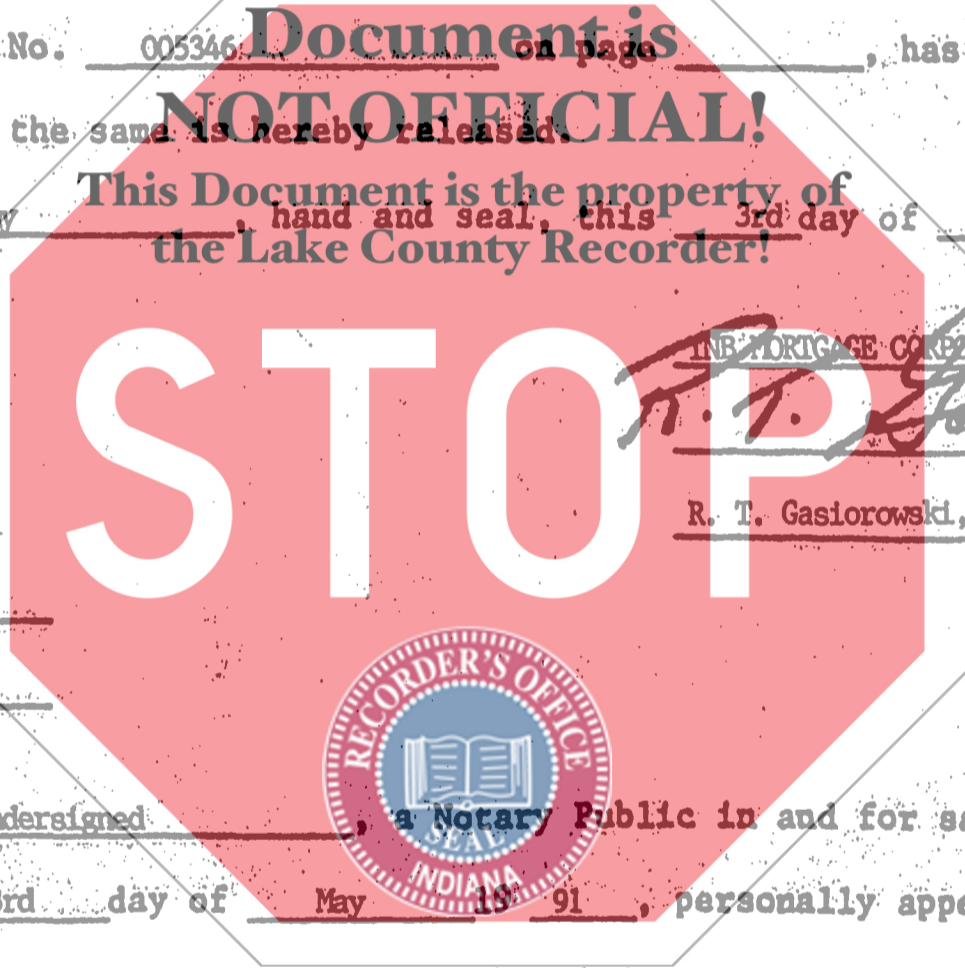 Document is
No. 005346 on page , has
NOT OFFICIAL!
the same is hereby released.
This Document is the property of
, hand and seal, this 3rd day of
the Lake County Recorder!
STOP
INB MORTGAGE CORP
R. T.
R. T. Gasiorowski,
RECORDER'S OFFICE
SEAL
INDIANA
dersigned , a Notary Public in and for sa
rd day of May 19 91 , personally appe